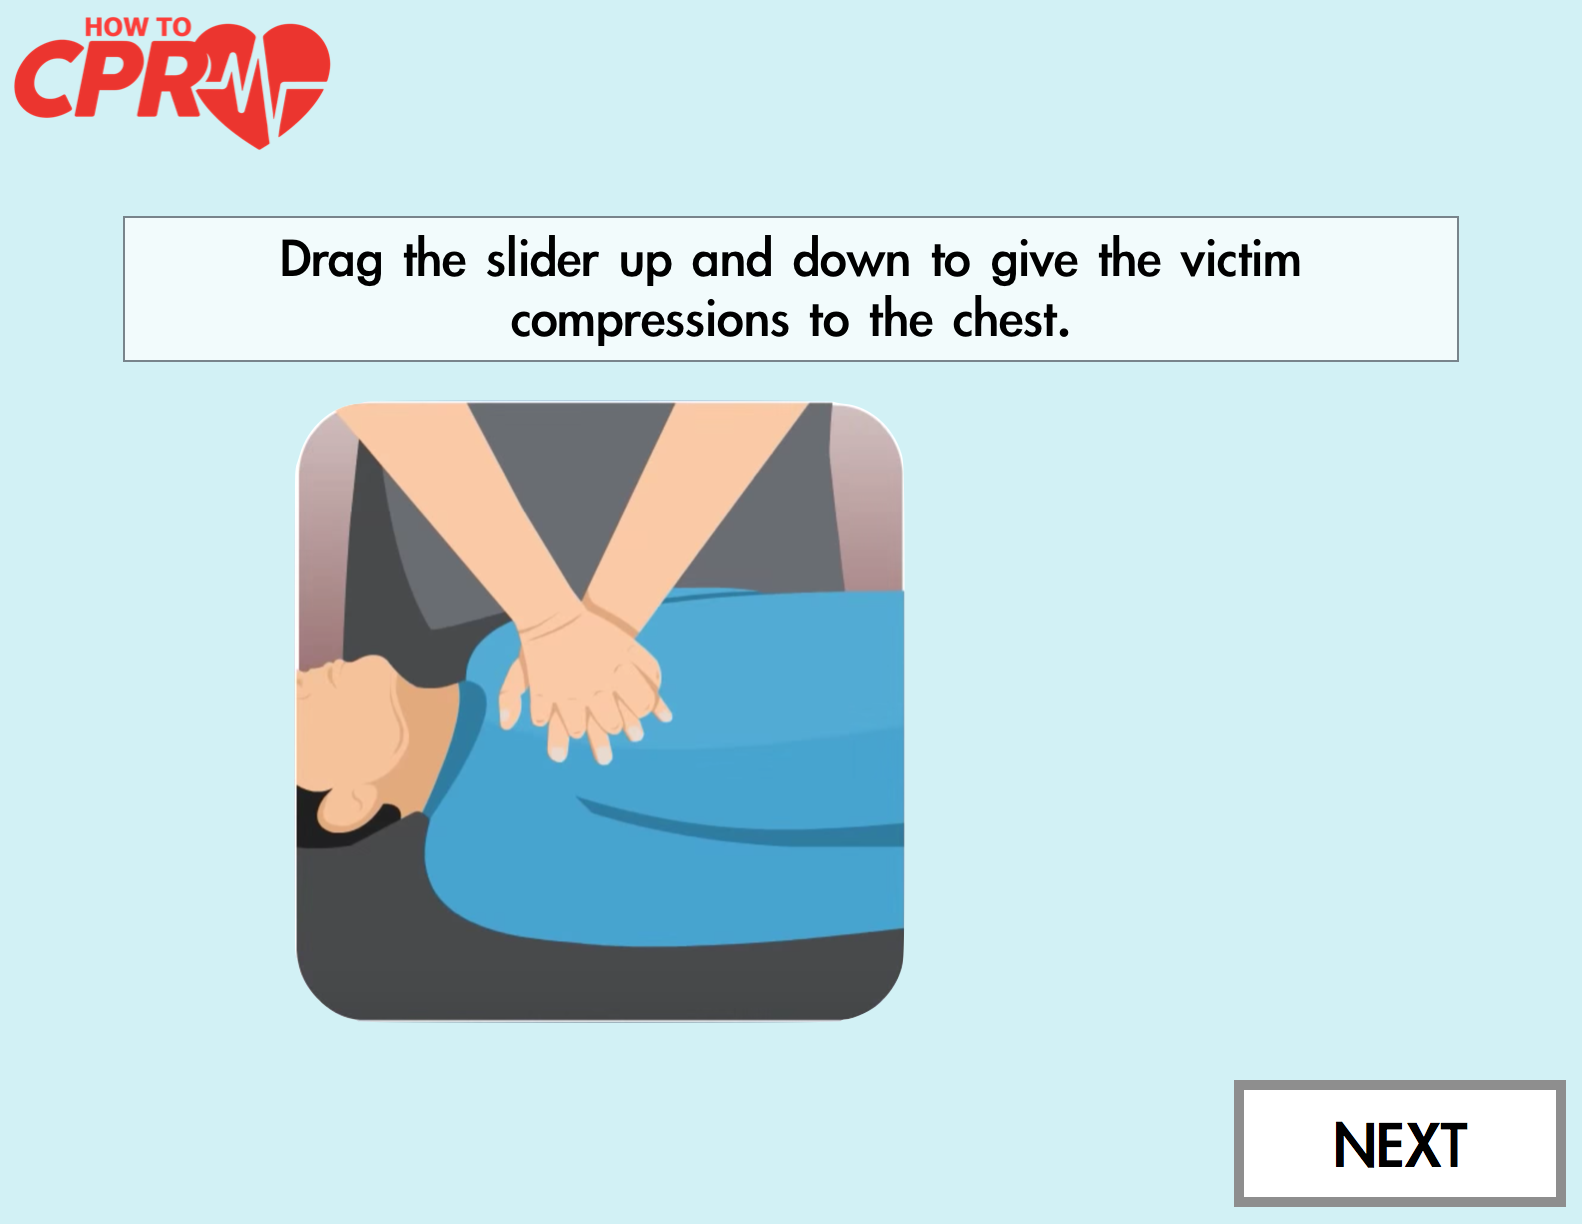 HOW TO
CPR
Drag the slider up and down to give the victim
compressions to the chest.
NEXT